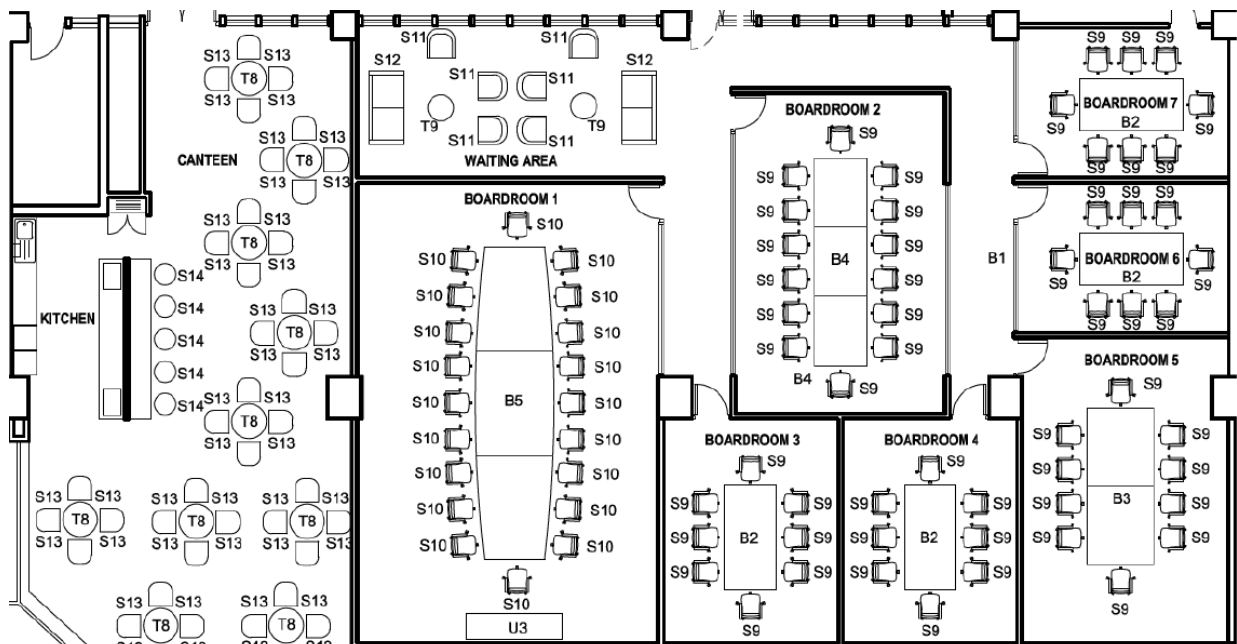 S13 S13
T8
S13 S13
CANTEEN
S13 S13
T8
S13 S13
S13 S13
T8
S13 S13
S13 S13
T8
S13 S13
S13 S13
T8
S13 S13
KITCHEN
S14
S14
S14
S14
S14
S13 S13
T8
S13 S13
S13 S13
T8
S13 S13
S13 S13
T8
S13 S13
S13 S13
T8
S13 S13
T8
S11 S11
S12 S12
S11 S11
T9 T9
S11 S11
WAITING AREA
BOARDROOM 1
S10
S10 S10
S10 S10
S10 S10
S10 S10
S10 B5 S10
S10 S10
S10 S10
S10 S10
S10 S10
S10
U3
BOARDROOM 2
S9
S9 S9
S9 S9
S9 S9
B4
S9 S9
S9 S9
S9 S9
B4 S9
BOARDROOM 3
S9
S9 S9
S9 B2 S9
S9 S9
S9
BOARDROOM 4
S9
S9 S9
S9 B2 S9
S9 S9
S9
B1
S9 S9 S9
BOARDROOM 7
B2
S9 S9
S9 S9 S9
S9 S9 S9
BOARDROOM 6
B2
S9 S9
S9 S9 S9
BOARDROOM 5
S9
S9 S9
S9 S9
B3
S9 S9
S9 S9
S9